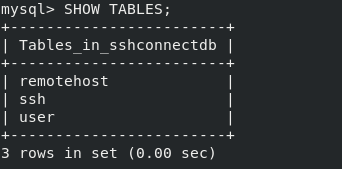 mysql> SHOW TABLES;
+------------------------+
| Tables_in_sshconnectdb |
+------------------------+
| remotehost             |
| ssh                    |
| user                   |
+------------------------+
3 rows in set (0.00 sec)